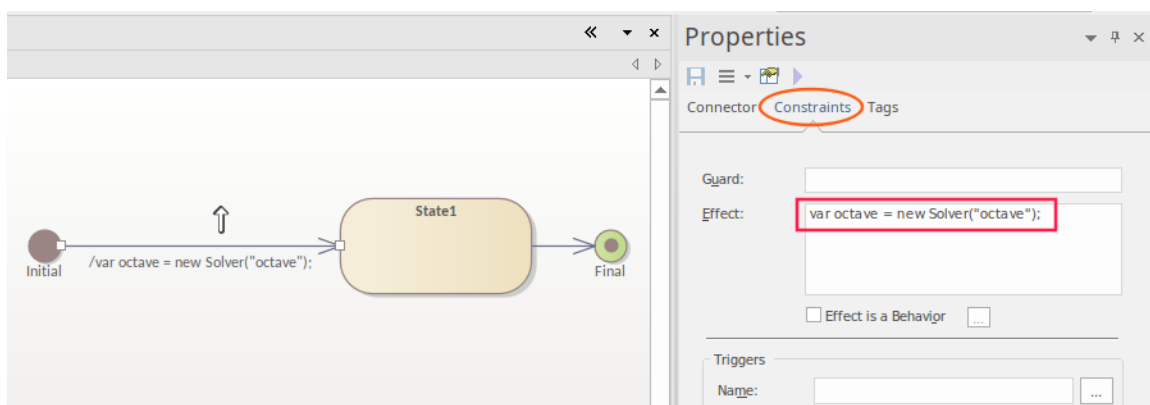 Properties
Connector Constraints Tags
Guard:
Effect: var octave = new Solver("octave");
Effect is a Behavior ...
Triggers
Name: ...
State1
Initial
/var octave = new Solver("octave");
Final